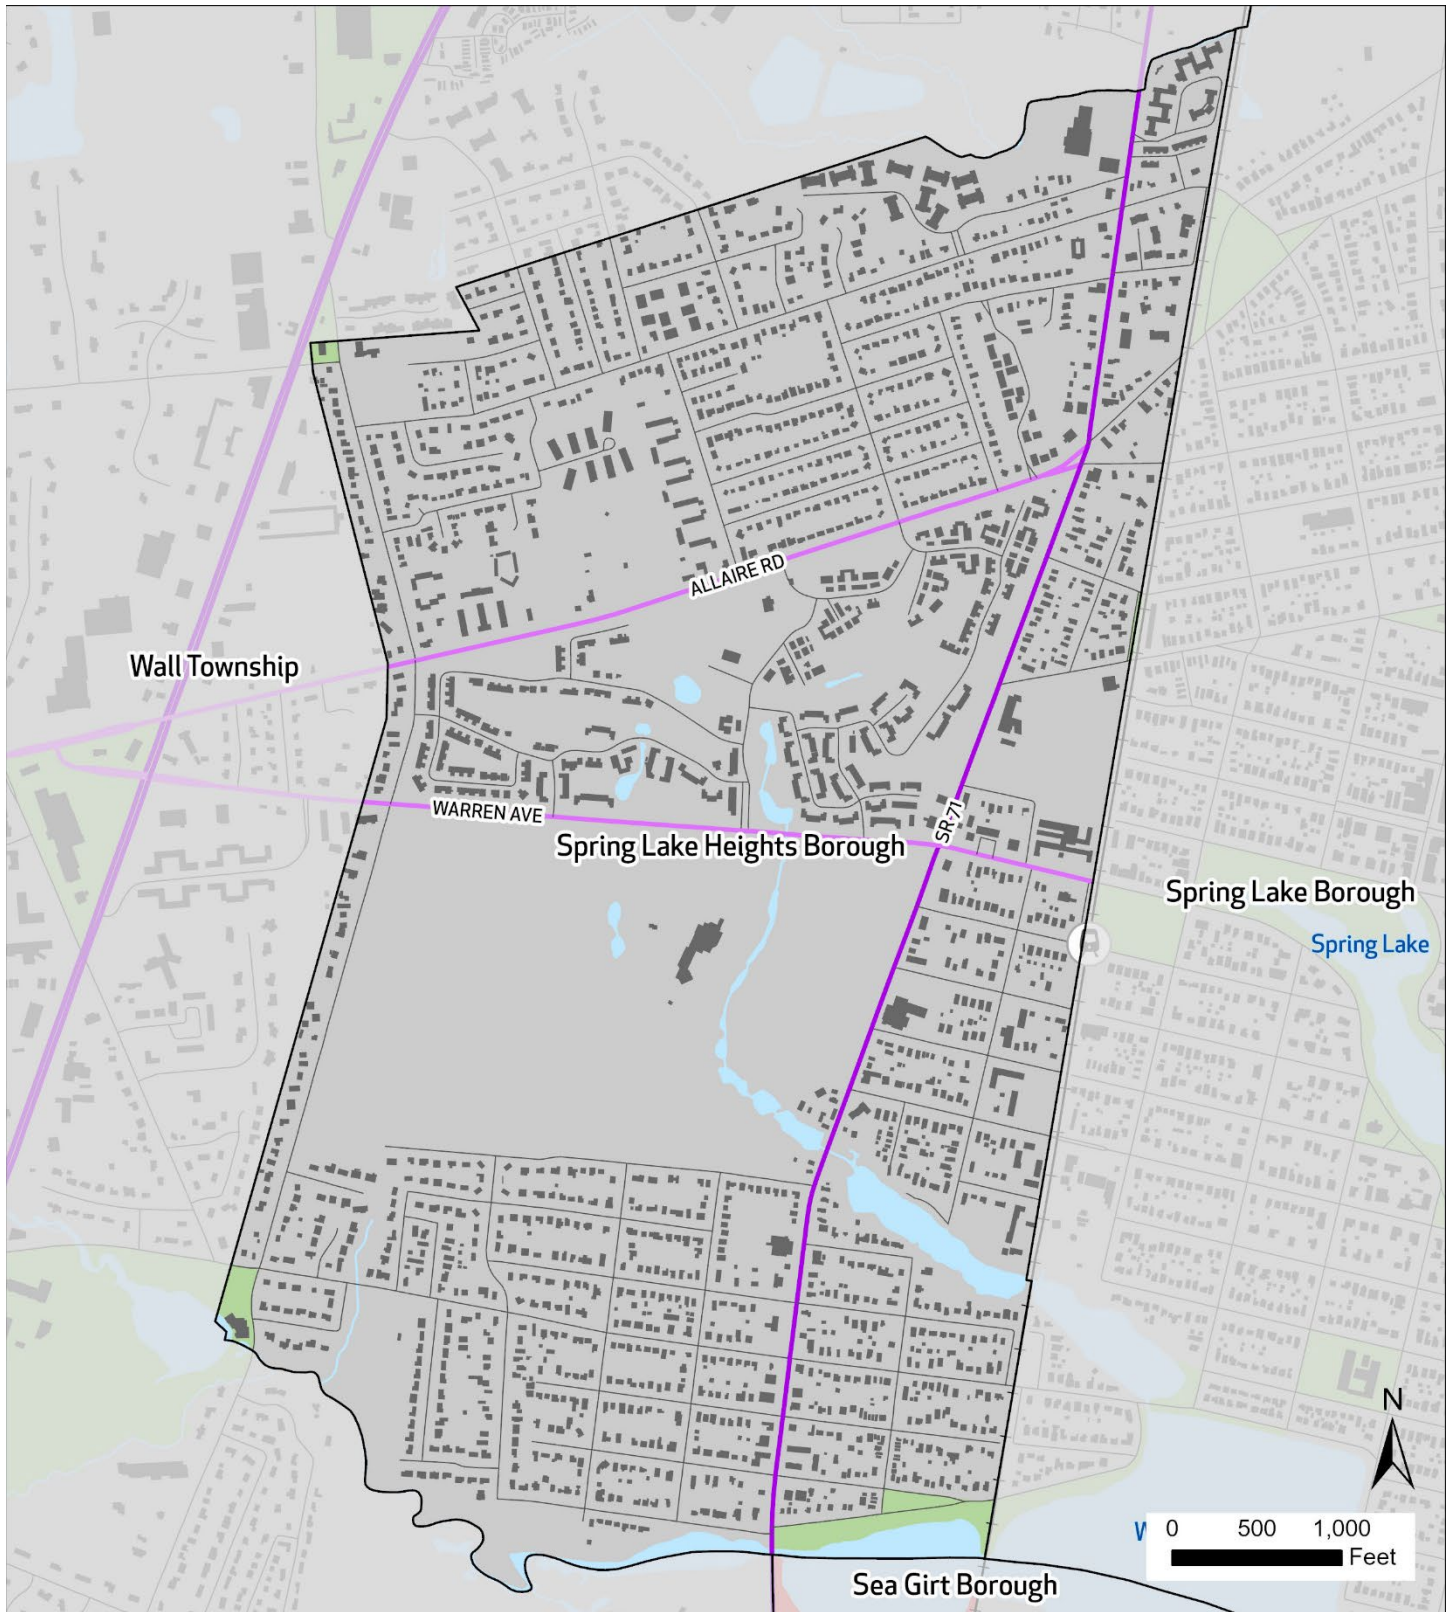 ALLAIRE RD
Wall Township
WARREN AVE
SR-71
Spring Lake Heights Borough
Spring Lake Borough
Spring Lake
N
W
0 500 1,000
Feet
Sea Girt Borough